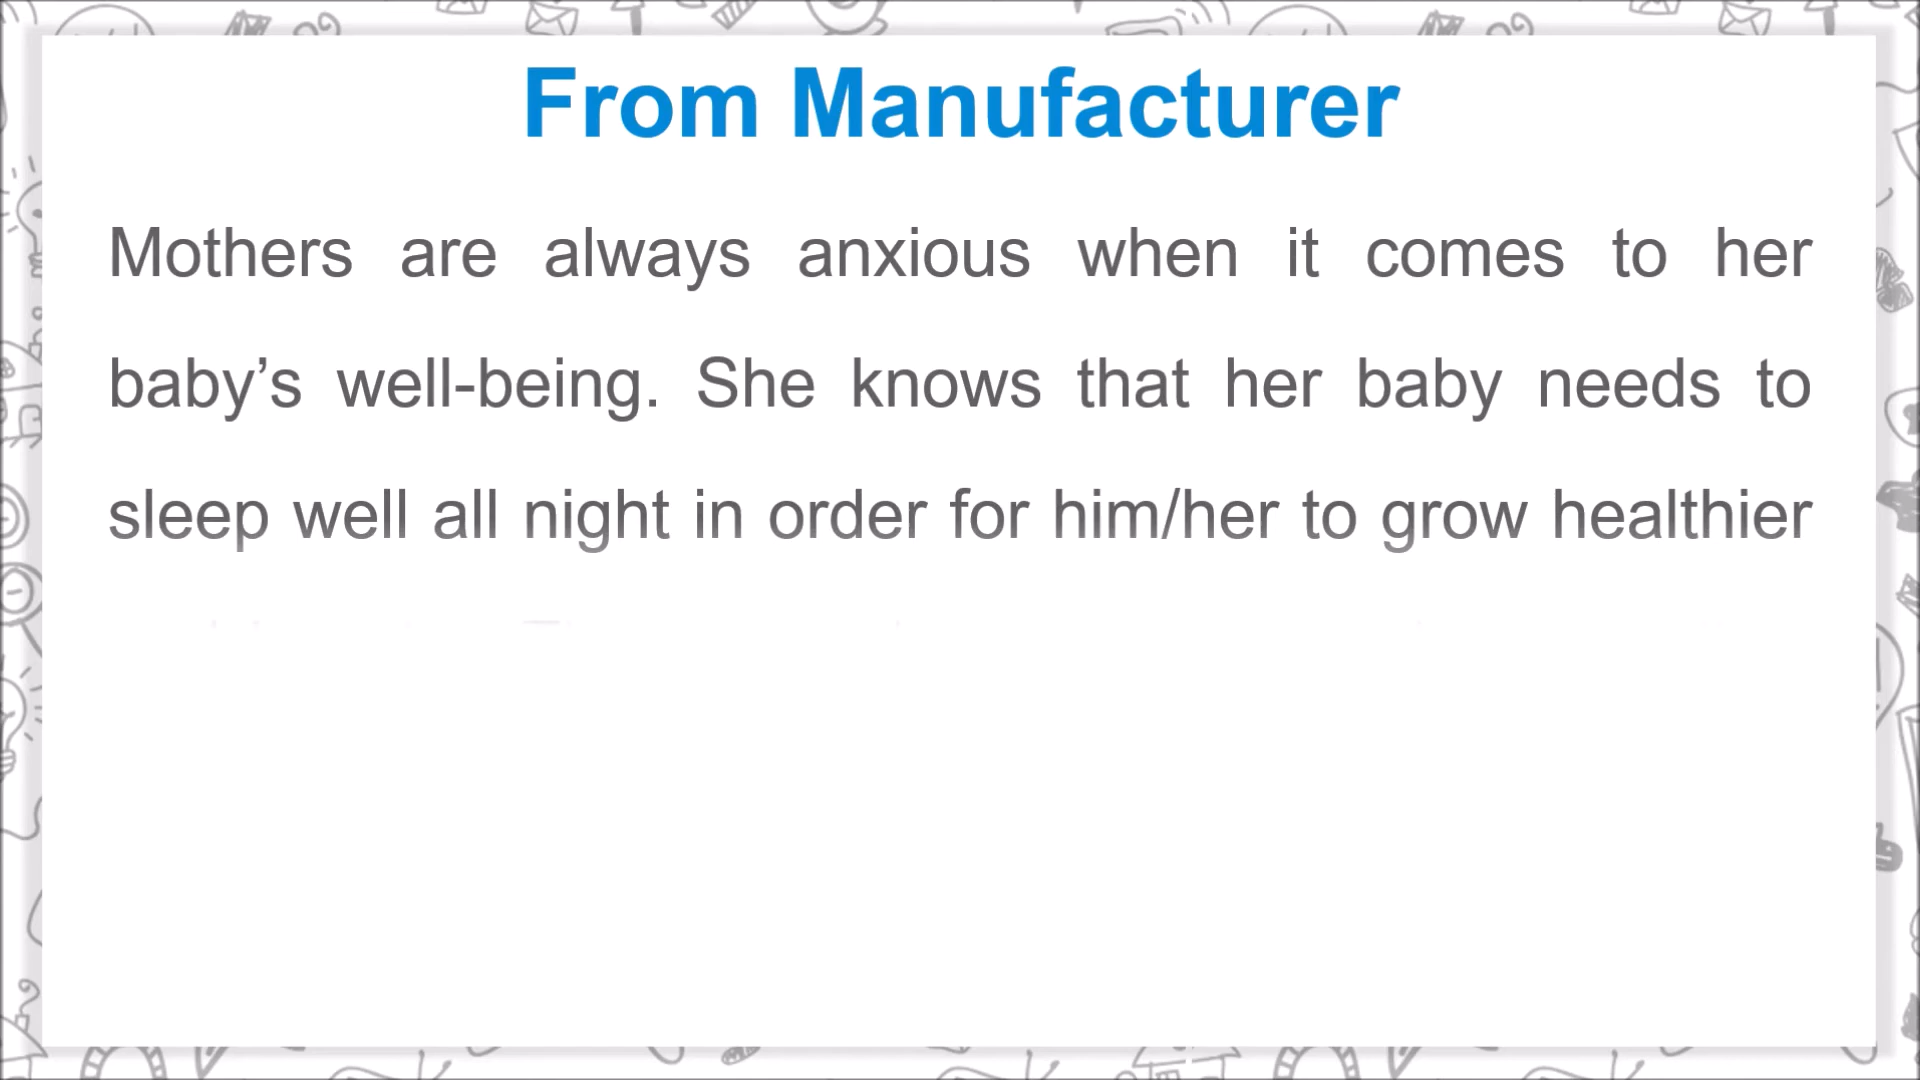 From Manufacturer
Mothers are always anxious when it comes to her
baby’s well-being. She knows that her baby needs to
sleep well all night in order for him/her to grow healthier